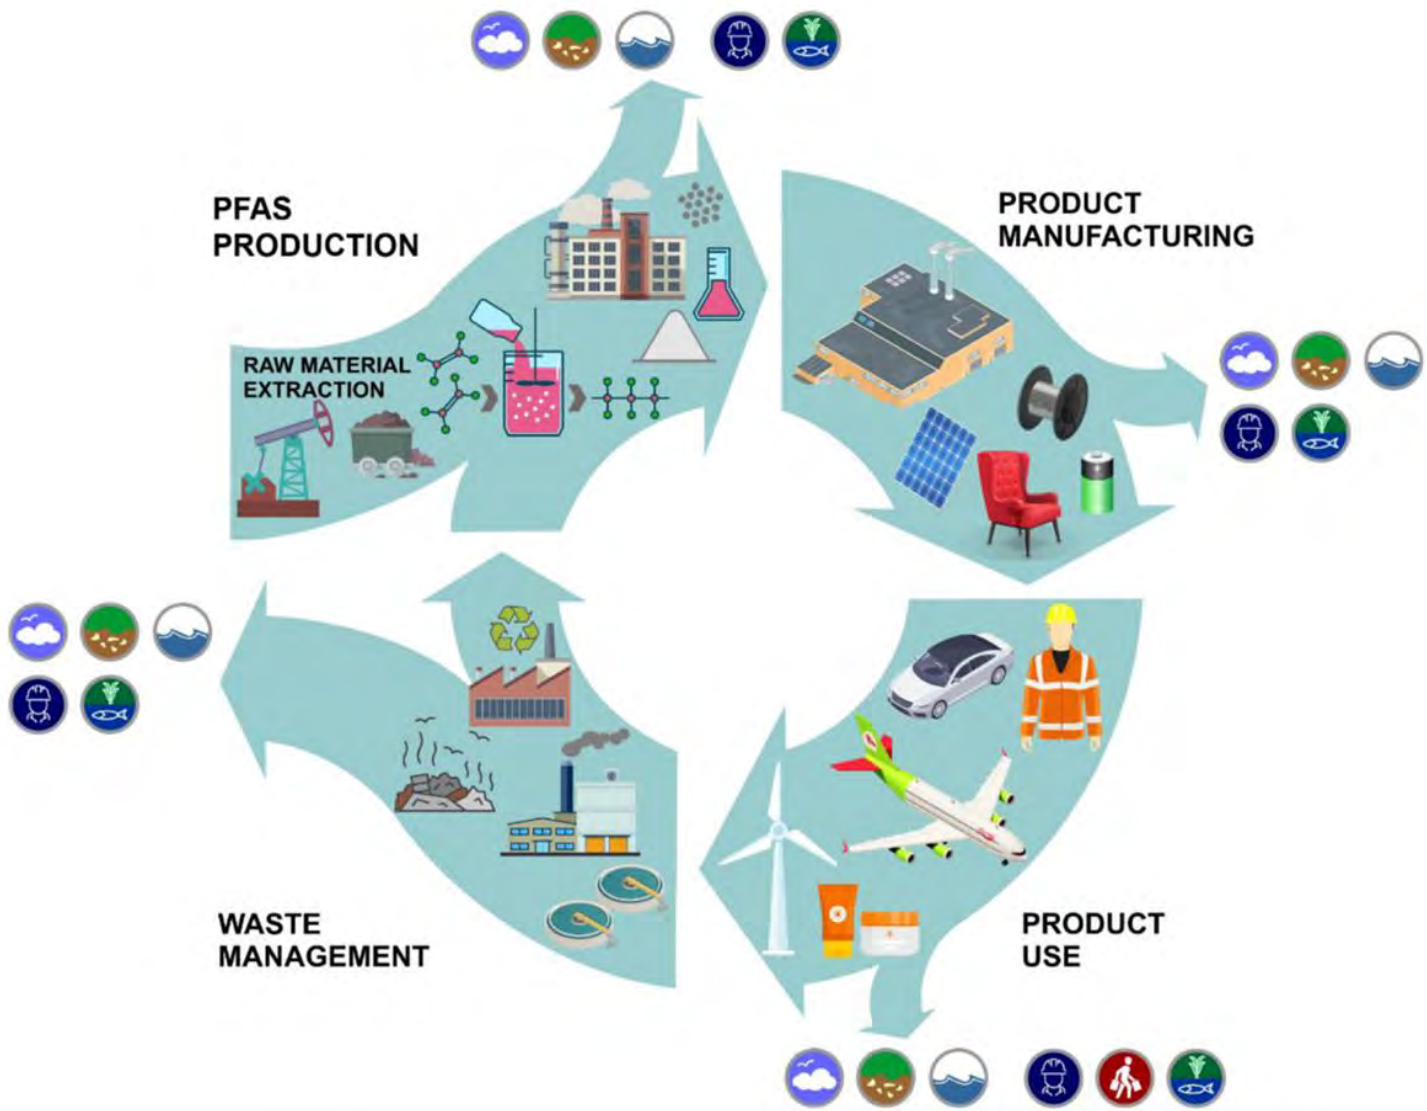 PFAS
PRODUCTION
PRODUCT
MANUFACTURING
RAW MATERIAL
EXTRACTION
WASTE
MANAGEMENT
PRODUCT
USE